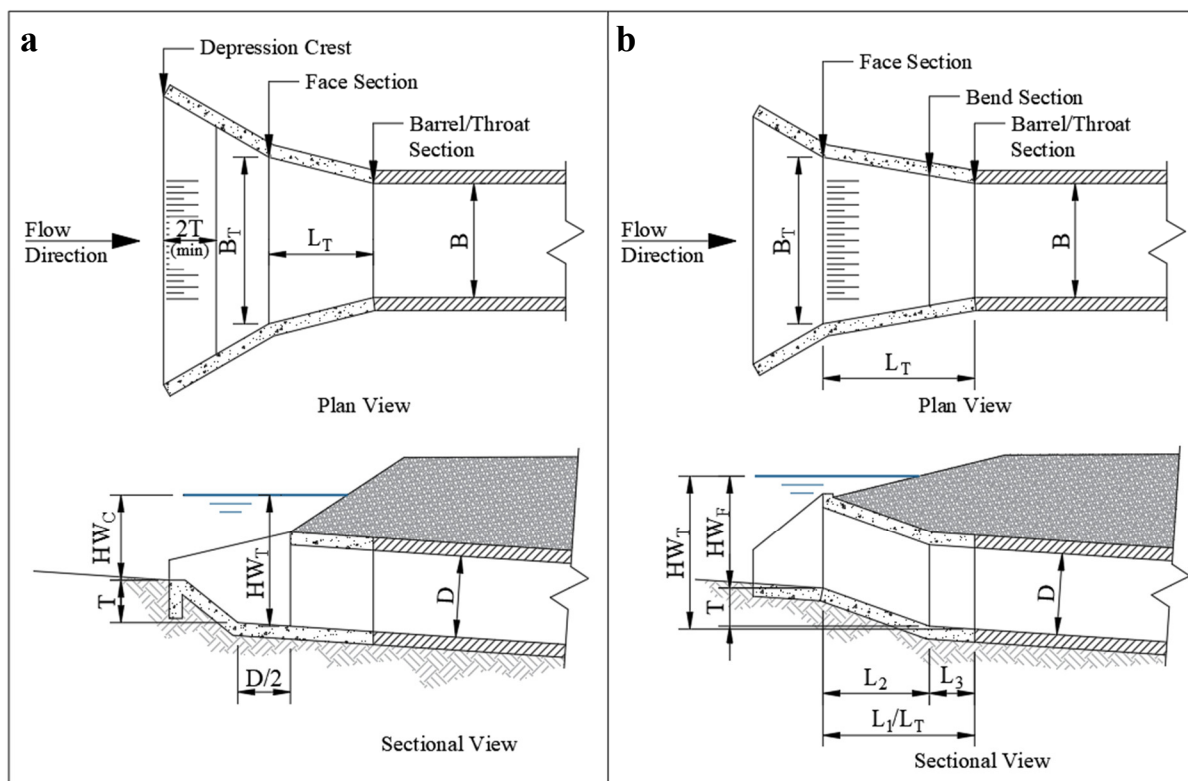 a
Depression Crest
Face Section
Barrel/Throat
Section
Flow
Direction
2T
(min)
B_T
L_T
B
Plan View
HW_C
T
HW_T
D
D/2
Sectional View
b
Face Section
Bend Section
Barrel/Throat
Section
Flow
Direction
B_T
B
L_T
Plan View
HW_T
HW_F
T
D
L_2
L_3
L_1/L_T
Sectional View